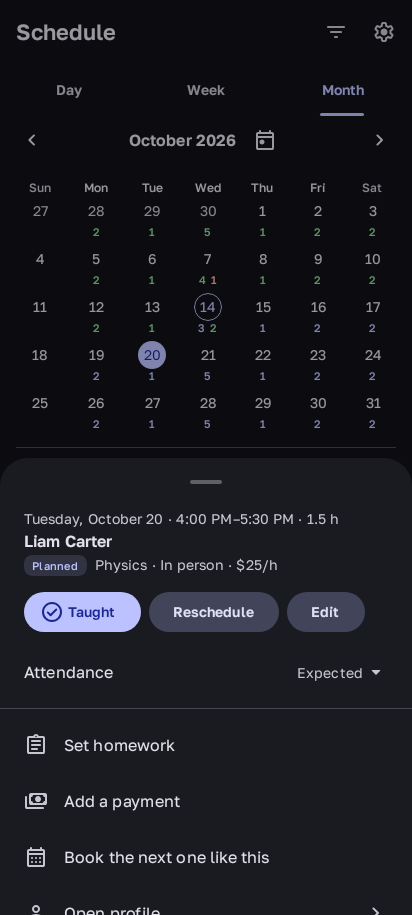 Schedule
Day Week Month
October 2026
Sun Mon Tue Wed Thu Fri Sat
27 28 29 30 1 2 3
2 1 5 1 2 2
4 5 6 7 8 9 10
2 1 4 1 1 2 2
11 12 13 14 15 16 17
2 1 3 2 1 2 2
18 19 20 21 22 23 24
2 1 5 1 2 2
25 26 27 28 29 30 31
2 1 5 1 2 2
Tuesday, October 20 · 4:00 PM–5:30 PM · 1.5 h
Liam Carter
Planned Physics · In person · $25/h
Taught Reschedule Edit
Attendance Expected
Set homework
Add a payment
Book the next one like this
Open profile